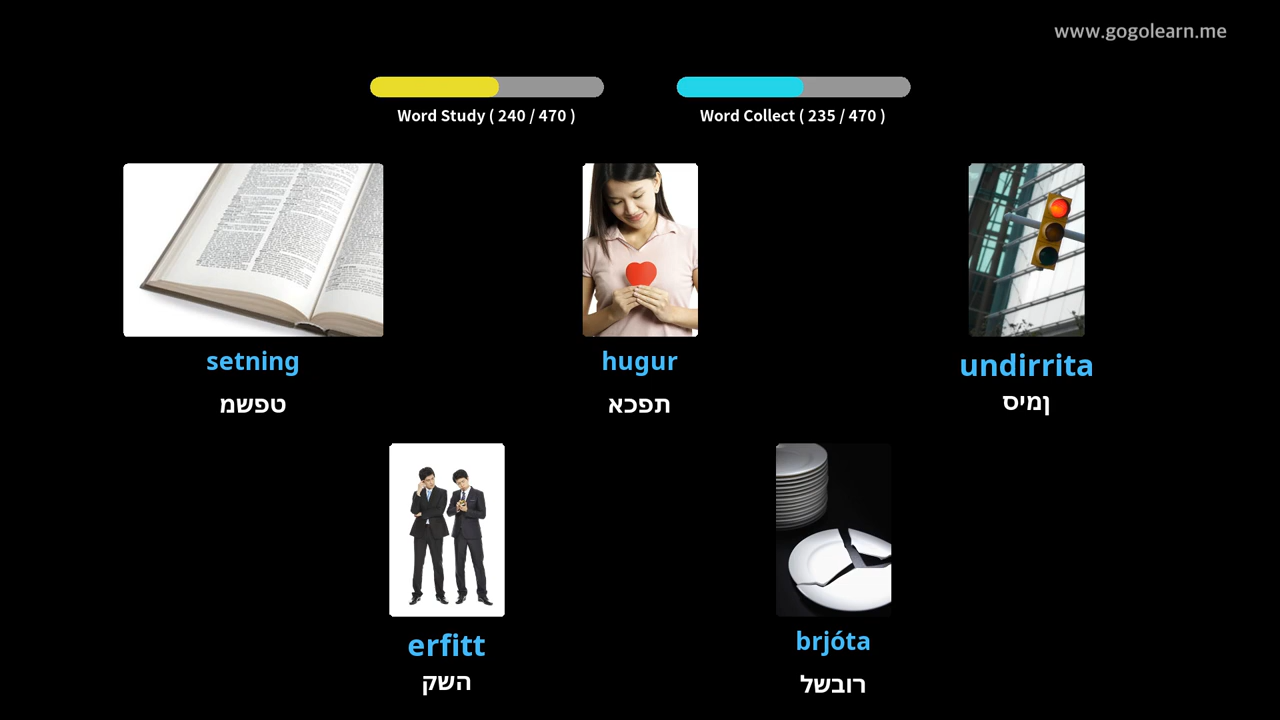 www.gogolearn.me
Word Study ( 240 / 470 )
Word Collect ( 235 / 470 )
setning
טפשמ
hugur
תפכא
undirrita
ןמיס
erfitt
השק
brjóta
רובשל